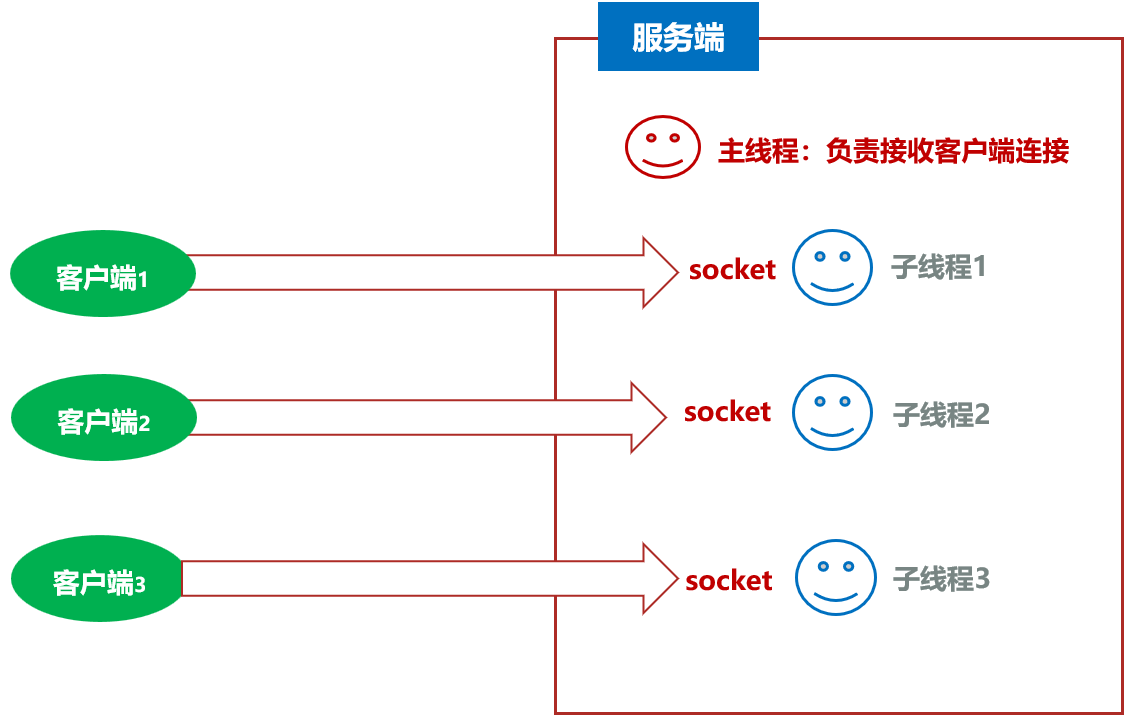 服务端
主线程：负责接收客户端连接
客户端1
socket
子线程1
客户端2
socket
子线程2
客户端3
socket
子线程3